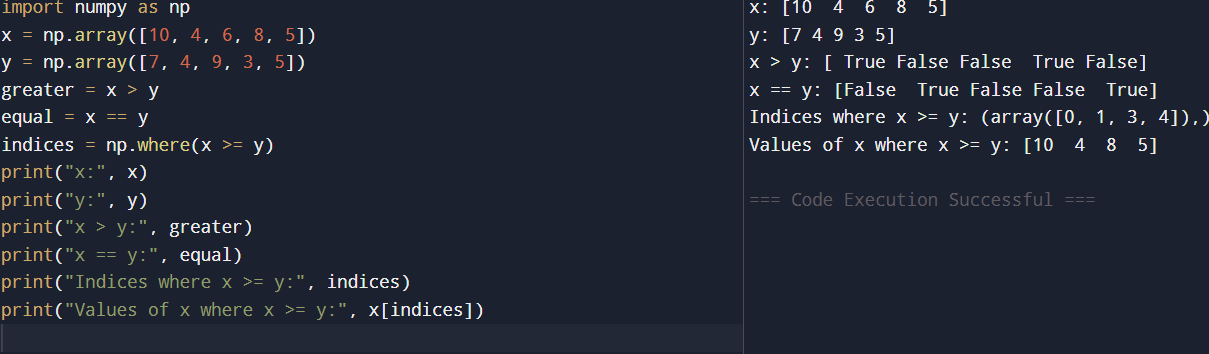 import numpy as np
x = np.array([10, 4, 6, 8, 5])
y = np.array([7, 4, 9, 3, 5])
greater = x > y
equal = x == y
indices = np.where(x >= y)
print("x:", x)
print("y:", y)
print("x > y:", greater)
print("x == y:", equal)
print("Indices where x >= y:", indices)
print("Values of x where x >= y:", x[indices])
x: [10  4  6  8  5]
y: [7 4 9 3 5]
x > y: [ True False False  True False]
x == y: [False  True False False  True]
Indices where x >= y: (array([0, 1, 3, 4]),)
Values of x where x >= y: [10  4  8  5]
=== Code Execution Successful ===